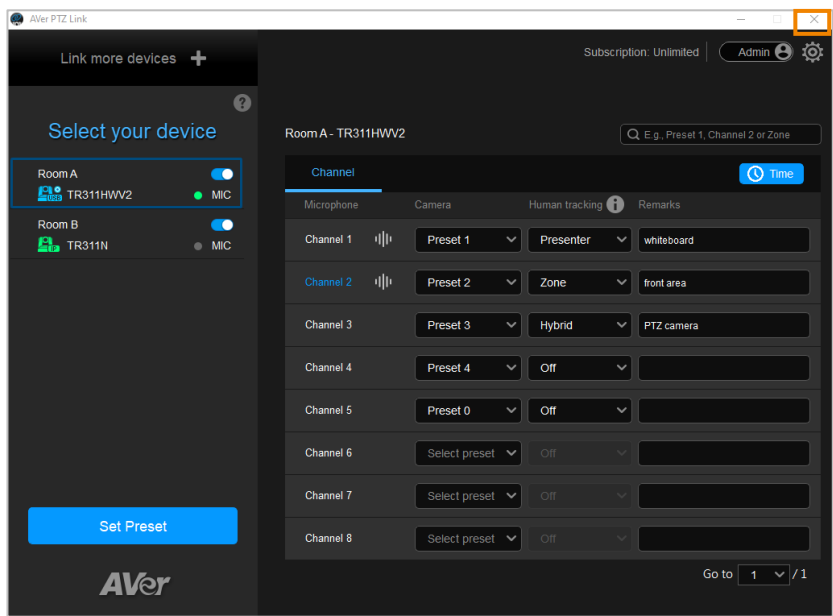 AVer PTZ Link
Link more devices +
Subscription: Unlimited
Admin
?
Select your device
Room A - TR311HWV2
E.g., Preset 1, Channel 2 or Zone
Room A
USB TR311HWV2 MIC
Room B
IP TR311N MIC
Channel
Time
Microphone Camera Human tracking i Remarks
Channel 1 Preset 1 Presenter whiteboard
Channel 2 Preset 2 Zone front area
Channel 3 Preset 3 Hybrid PTZ camera
Channel 4 Preset 4 Off
Channel 5 Preset 0 Off
Channel 6 Select preset Off
Channel 7 Select preset Off
Channel 8 Select preset Off
Set Preset
Go to 1 / 1
AVer